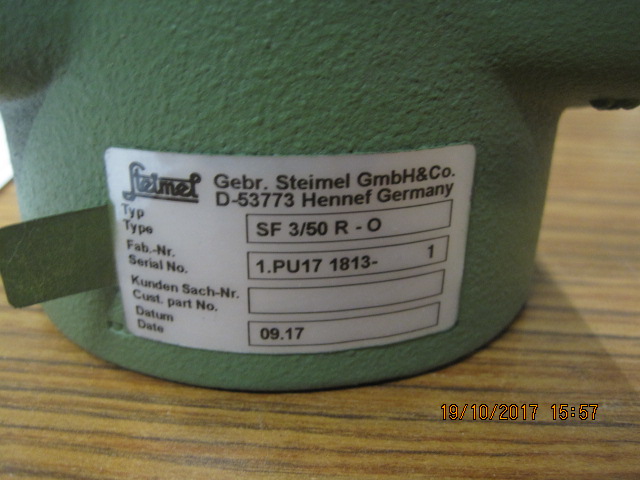 Steimel
Gebr. Steimel GmbH&Co.
D-53773 Hennef Germany
Typ
Type
SF 3/50 R - O
Fab.-Nr.
Serial No.
1.PU17 1813- 1
Kunden Sach-Nr.
Cust. part No.
Datum
Date
09.17
19/10/2017 15:57